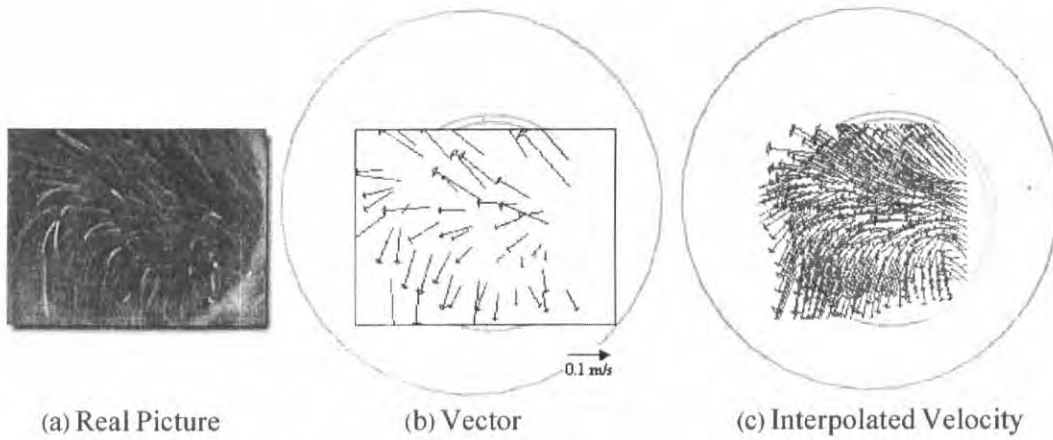 0.1 m/s
(a) Real Picture
(b) Vector
(c) Interpolated Velocity